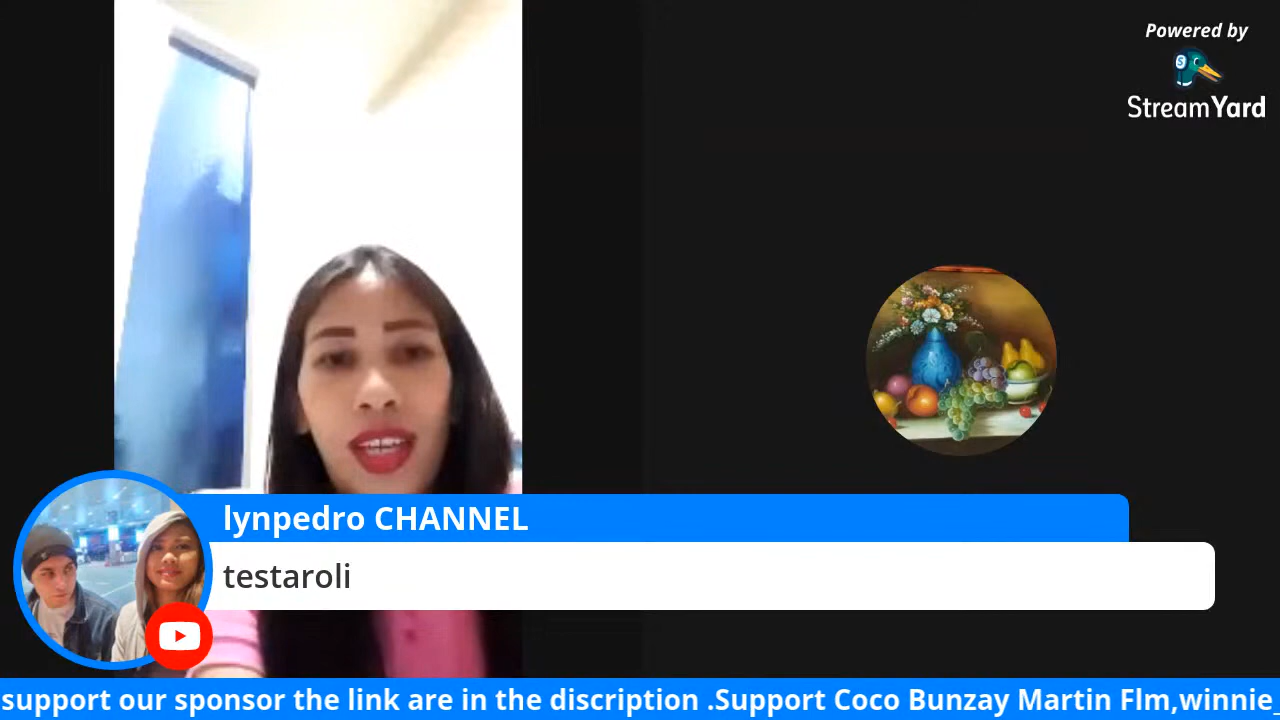 Powered by
StreamYard
lynpedro CHANNEL
testaroli
support our sponsor the link are in the discription .Support Coco Bunzay Martin Flm,winnie_